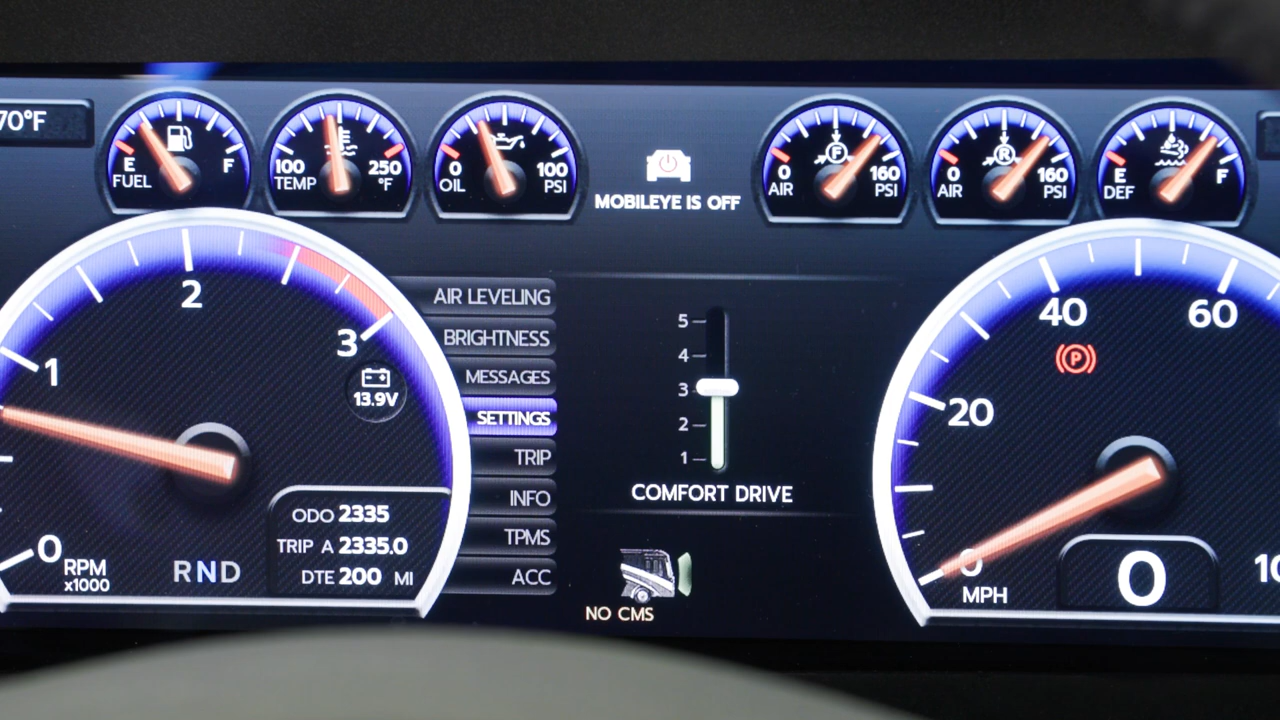 70°F
E
F
FUEL
100
250
TEMP
°F
0
100
OIL
PSI
MOBILEYE IS OFF
0
160
AIR
F
PSI
0
160
AIR
R
PSI
E
F
DEF
0
1
2
3
RPM
x1000
13.9V
RND
ODO 2335
TRIP A 2335.0
DTE 200 MI
AIR LEVELING
BRIGHTNESS
MESSAGES
SETTINGS
TRIP
INFO
TPMS
ACC
5
4
3
2
1
COMFORT DRIVE
NO CMS
0
20
40
60
P
MPH
0